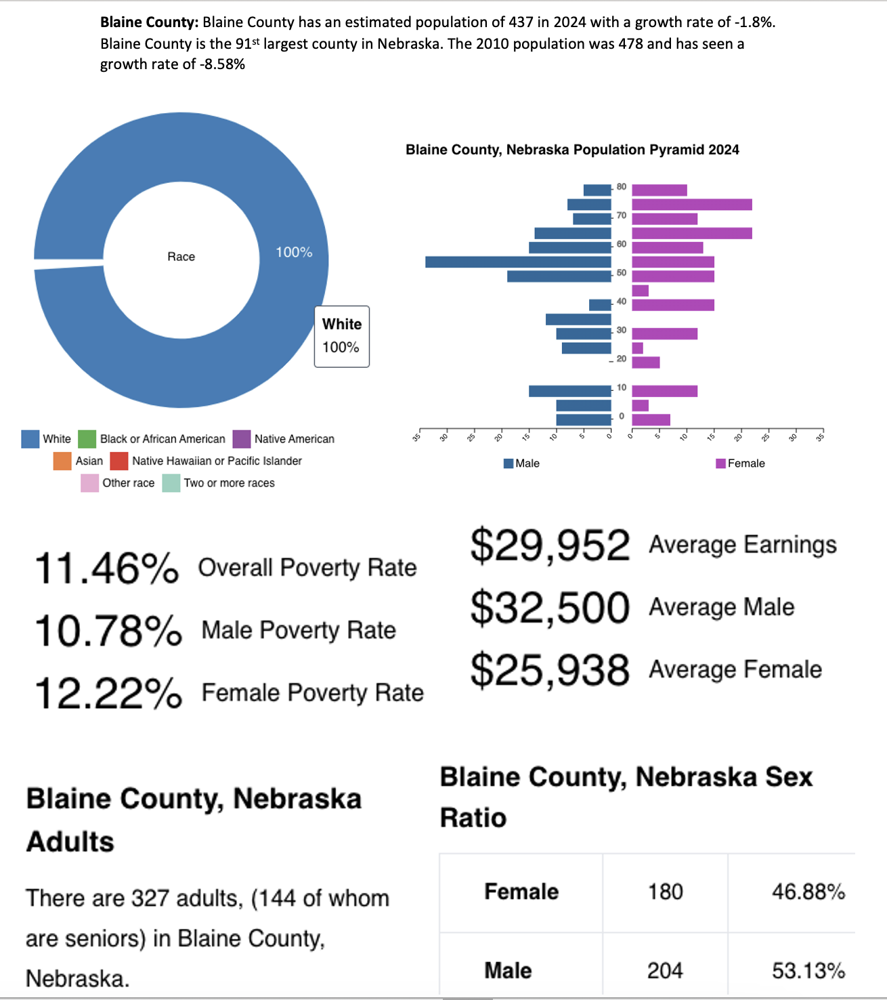 Blaine County: Blaine County has an estimated population of 437 in 2024 with a growth rate of -1.8%.
Blaine County is the 91st largest county in Nebraska. The 2010 population was 478 and has seen a
growth rate of -8.58%
Race
100%
White
100%
White Black or African American Native American
Asian Native Hawaiian or Pacific Islander
Other race Two or more races
Blaine County, Nebraska Population Pyramid 2024
80
70
60
50
40
30
20
10
0
35 30 25 20 15 10 5 0 0 5 10 15 20 25 30 35
Male Female
11.46% Overall Poverty Rate
10.78% Male Poverty Rate
12.22% Female Poverty Rate
$29,952 Average Earnings
$32,500 Average Male
$25,938 Average Female
Blaine County, Nebraska
Adults
There are 327 adults, (144 of whom
are seniors) in Blaine County,
Nebraska.
Blaine County, Nebraska Sex
Ratio
Female 180 46.88%
Male 204 53.13%